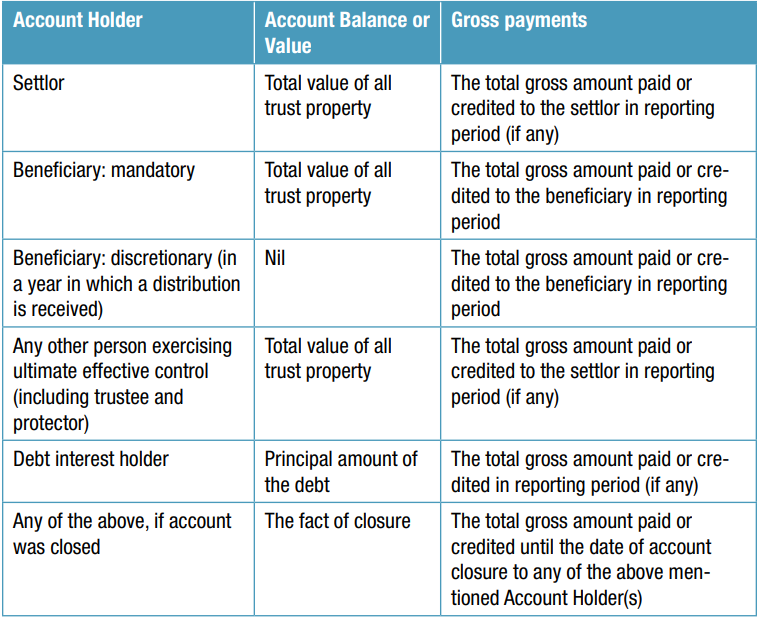 Account Holder
Account Balance or
Value
Gross payments
Settlor
Total value of all
trust property
The total gross amount paid or
credited to the settlor in reporting
period (if any)
Beneficiary: mandatory
Total value of all
trust property
The total gross amount paid or cre-
dited to the beneficiary in reporting
period
Beneficiary: discretionary (in
a year in which a distribution
is received)
Nil
The total gross amount paid or cre-
dited to the beneficiary in reporting
period
Any other person exercising
ultimate effective control
(including trustee and
protector)
Total value of all
trust property
The total gross amount paid or
credited to the settlor in reporting
period (if any)
Debt interest holder
Principal amount of
the debt
The total gross amount paid or cre-
dited in reporting period (if any)
Any of the above, if account
was closed
The fact of closure
The total gross amount paid or
credited until the date of account
closure to any of the above men-
tioned Account Holder(s)